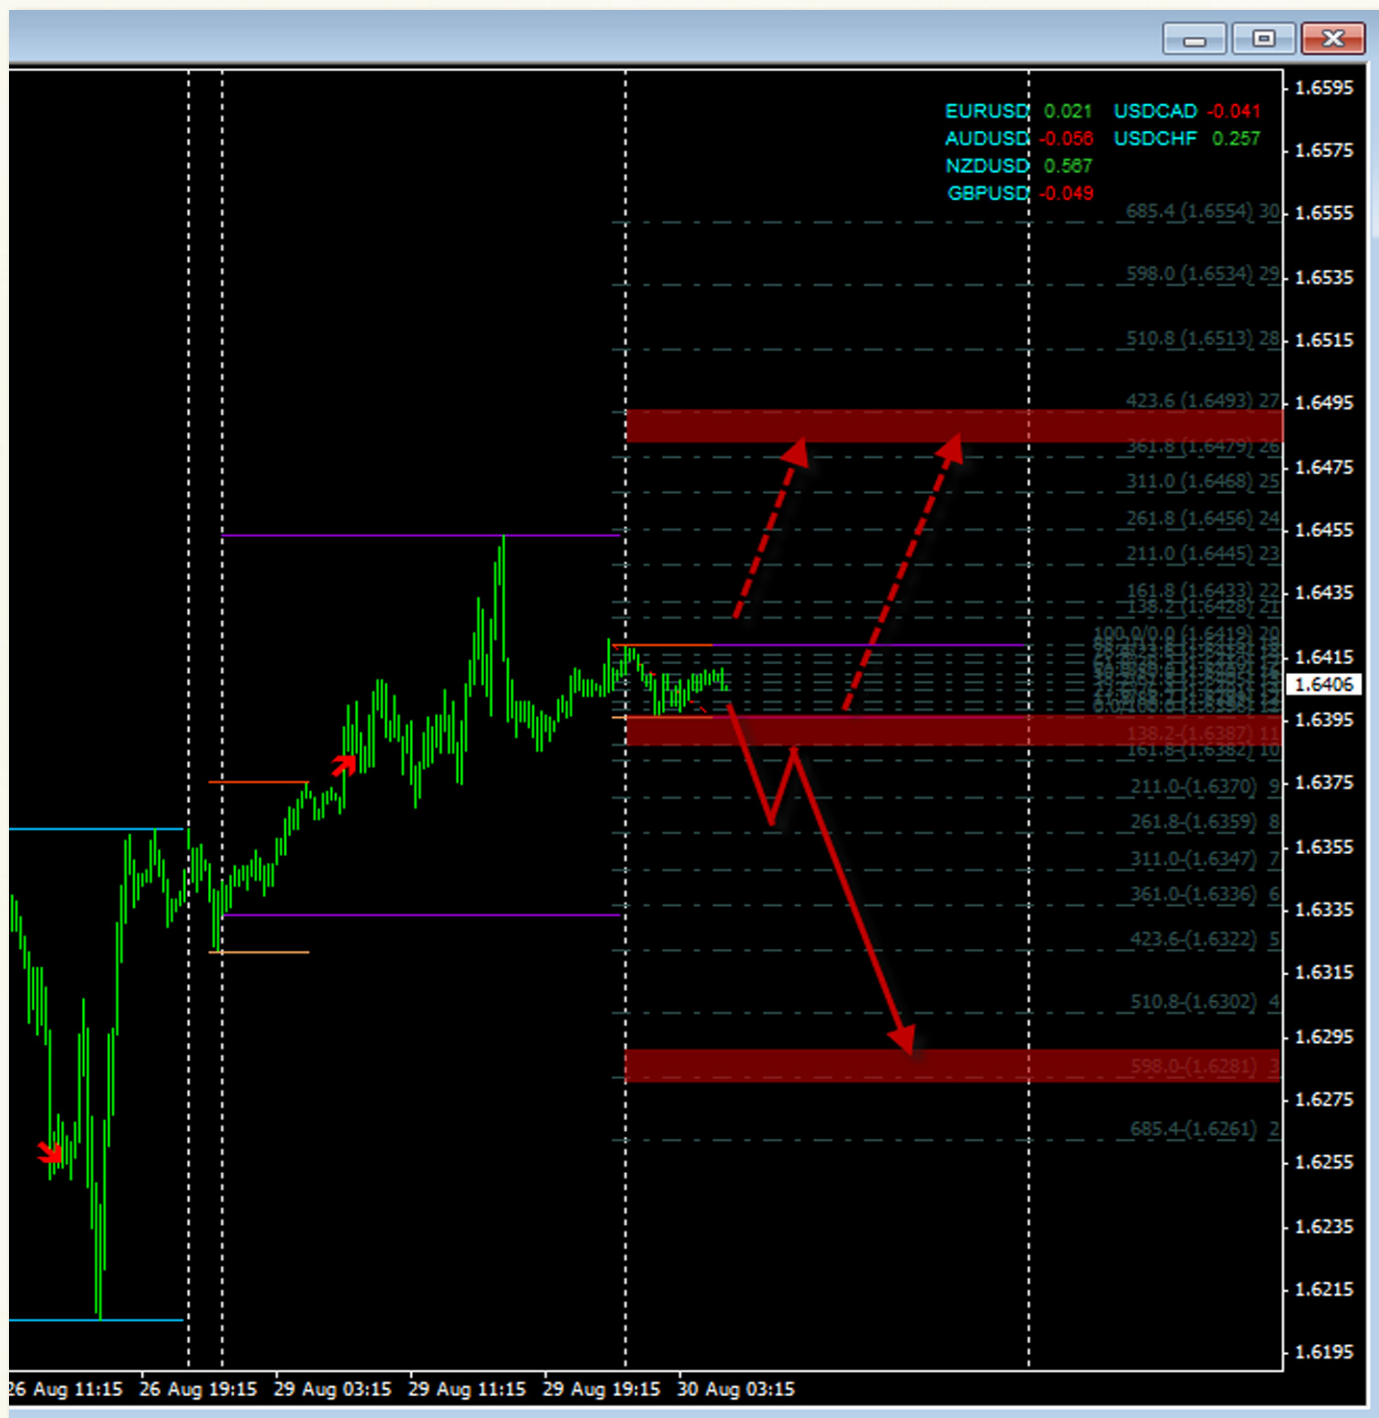 EURUSD 0.021 USDCAD -0.041
AUDUSD -0.056 USDCHF 0.257
NZDUSD 0.567
GBPUSD -0.049
1.6595
1.6575
1.6555
1.6535
1.6515
1.6495
1.6475
1.6455
1.6435
1.6415
1.6406
1.6395
1.6375
1.6355
1.6335
1.6315
1.6295
1.6275
1.6255
1.6235
1.6215
1.6195
685.4 (1.6554) 30
598.0 (1.6534) 29
510.8 (1.6513) 28
423.6 (1.6493) 27
361.8 (1.6479) 26
311.0 (1.6468) 25
261.8 (1.6456) 24
211.0 (1.6445) 23
161.8 (1.6433) 22
138.2 (1.6428) 21
100.0/0.0 (1.6419) 20
138.2-(1.6387) 11
161.8-(1.6382) 10
211.0-(1.6370) 9
261.8-(1.6359) 8
311.0-(1.6347) 7
361.0-(1.6336) 6
423.6-(1.6322) 5
510.8-(1.6302) 4
598.0-(1.6281) 3
685.4-(1.6261) 2
26 Aug 11:15 26 Aug 19:15 29 Aug 03:15 29 Aug 11:15 29 Aug 19:15 30 Aug 03:15